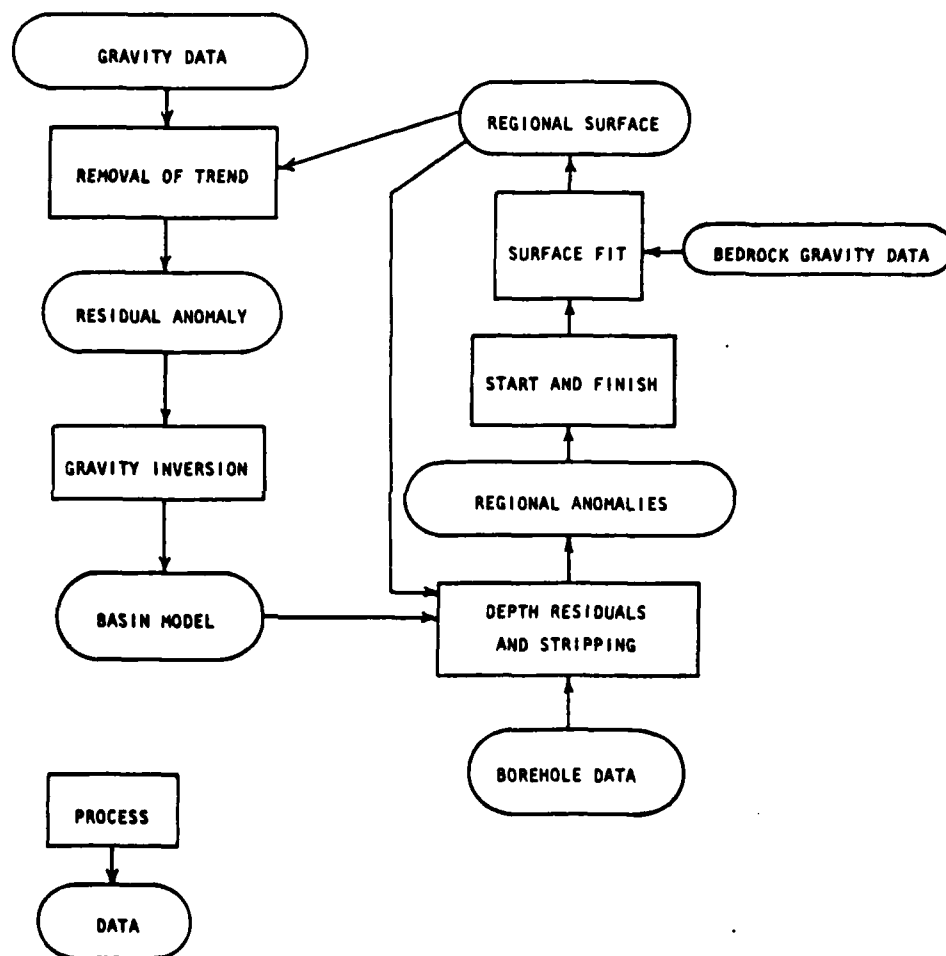 GRAVITY DATA
REMOVAL OF TREND
RESIDUAL ANOMALY
GRAVITY INVERSION
BASIN MODEL
REGIONAL SURFACE
SURFACE FIT
BEDROCK GRAVITY DATA
START AND FINISH
REGIONAL ANOMALIES
DEPTH RESIDUALS
AND STRIPPING
BOREHOLE DATA
PROCESS
DATA